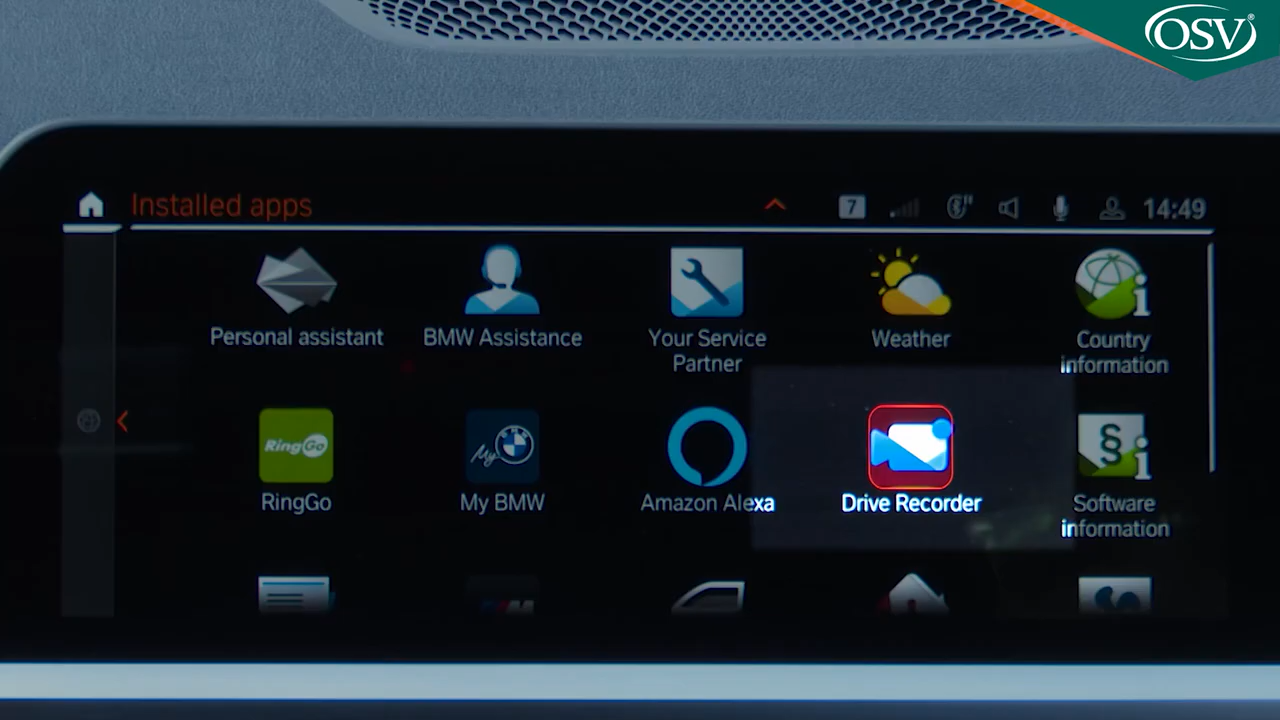 OSV®
Installed apps
7
14:49
Personal assistant
BMW Assistance
Your Service
Partner
Weather
Country
information
RingGo
RingGo
My
My BMW
Amazon Alexa
Drive Recorder
§
Software
information